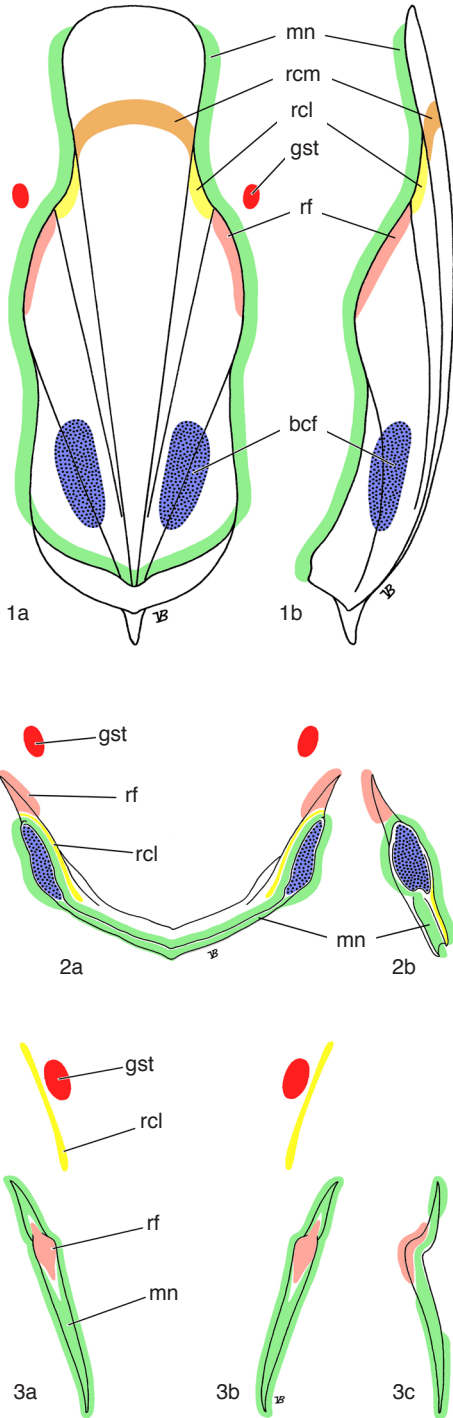 mn
rcm
rcl
gst
rf
bcf
1a
1b
gst
rf
rcl
mn
2a
2b
gst
rcl
rf
mn
3a
3b
3c